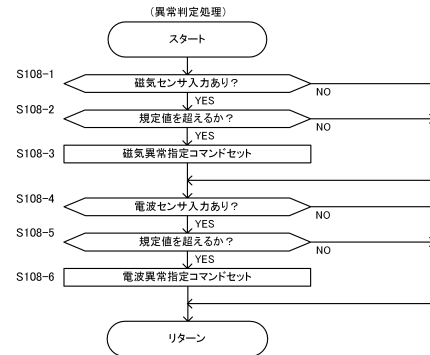 (異常判定処理)
スタート
S108-1
磁気センサ入力あり?
NO
YES
S108-2
規定値を超えるか?
NO
YES
S108-3
磁気異常指定コマンドセット
S108-4
電波センサ入力あり?
NO
YES
S108-5
規定値を超えるか?
NO
YES
S108-6
電波異常指定コマンドセット
リターン